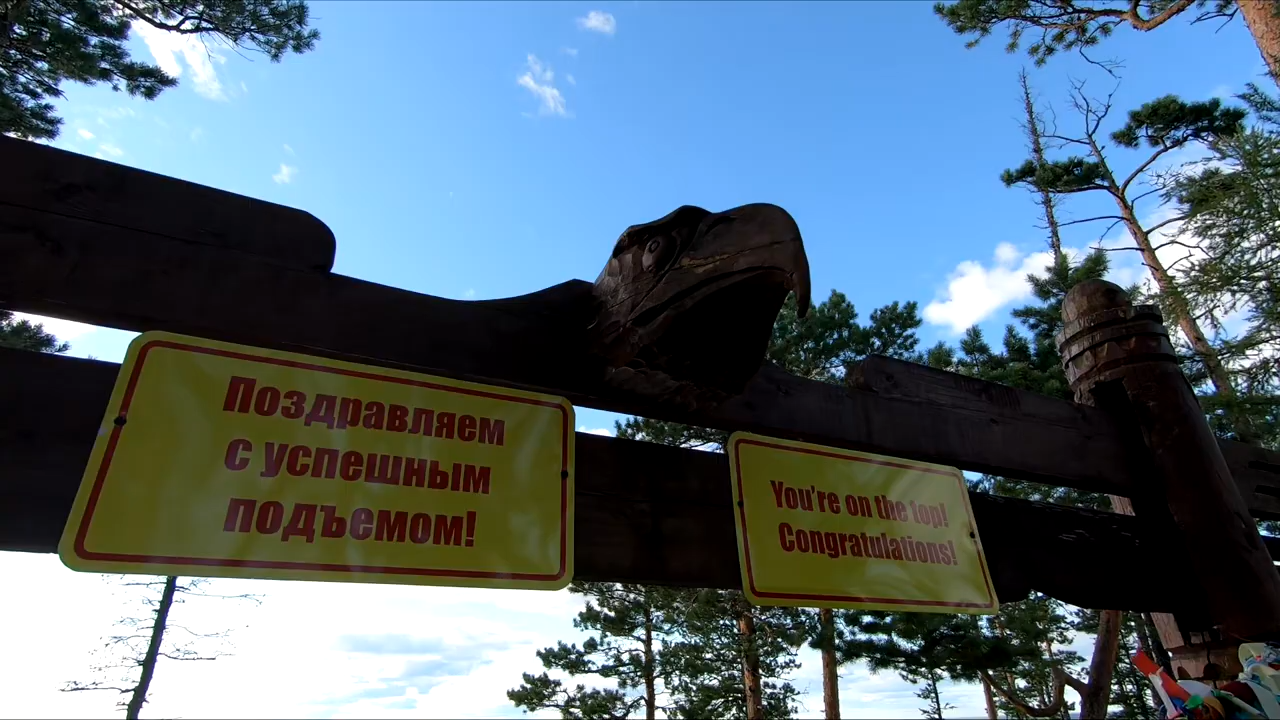 Поздравляем
с успешным
подъемом!
You're on the top!
Congratulations!